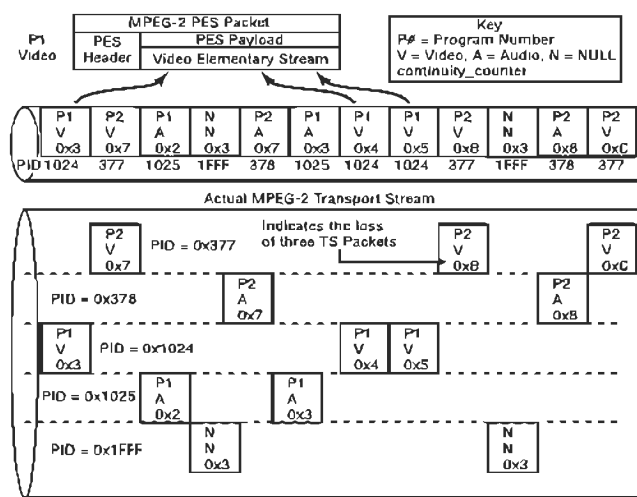 MPEG-2 PES Packet
P1
Video
PES
Header
PES Payload
Video Elementary Stream
Key
PØ = Program Number
V = Video, A = Audio, N = NULL
continuity_counter
P1 P2 P1 N P2 P1 P1 P1 P2 N P2 P2
V V A N A A V V V N A V
0x3 0x7 0x2 0x3 0x7 0x3 0x4 0x5 0x8 0x3 0x8 0xC
PID 1024 377 1025 1FFF 378 1025 1024 1024 377 1FFF 378 377
Actual MPEG-2 Transport Stream
P2
V
0x7
PID = 0x377
Indicates the loss
of three TS Packets
P2
V
0x8
P2
V
0xC
PID = 0x378
P2
A
0x7
P2
A
0x8
P1
V
0x3
PID = 0x1024
P1
V
0x4
P1
V
0x5
PID = 0x1025
P1
A
0x2
P1
A
0x3
PID = 0x1FFF
N
N
0x3
N
N
0x3